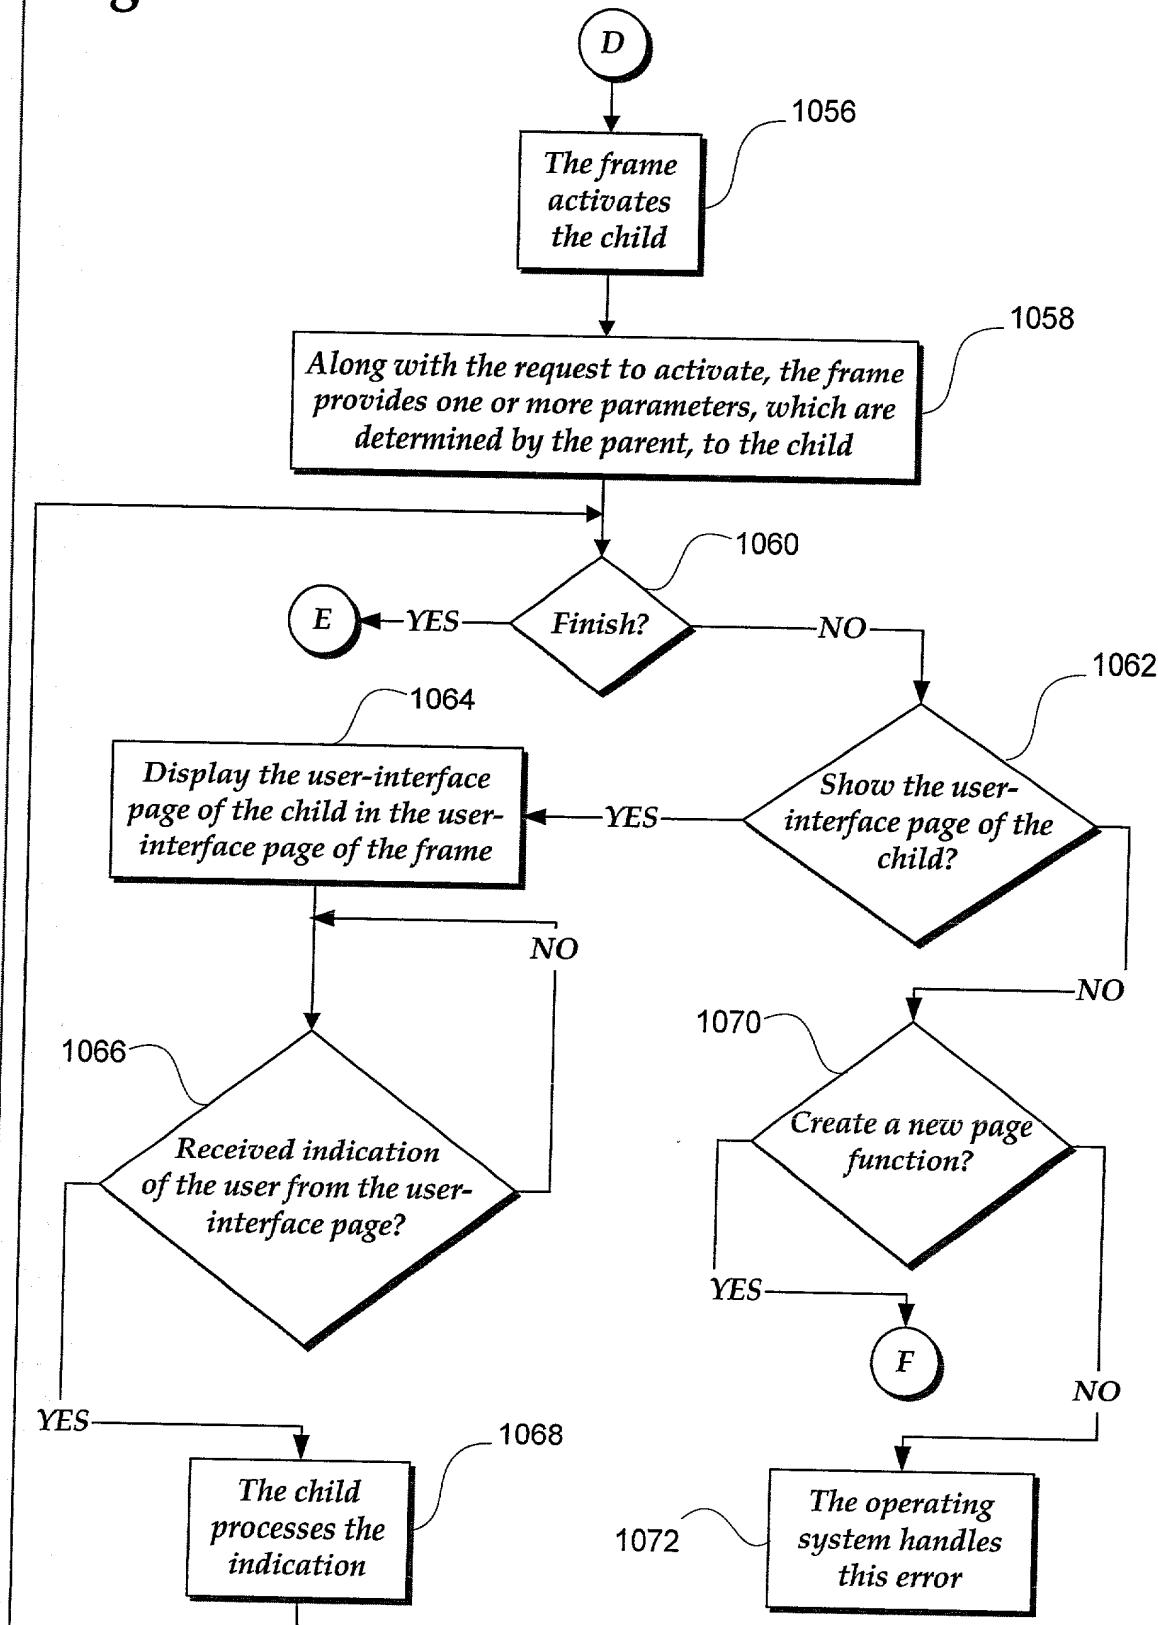 D
1056
The frame
activates
the child
1058
Along with the request to activate, the frame
provides one or more parameters, which are
determined by the parent, to the child
1060
Finish?
YES
E
NO
1062
1064
Display the user-interface
page of the child in the user-
interface page of the frame
YES
Show the user-
interface page of the
child?
NO
NO
1066
1070
Received indication
of the user from the user-
interface page?
Create a new page
function?
YES
F
NO
YES
1068
The child
processes the
indication
1072
The operating
system handles
this error